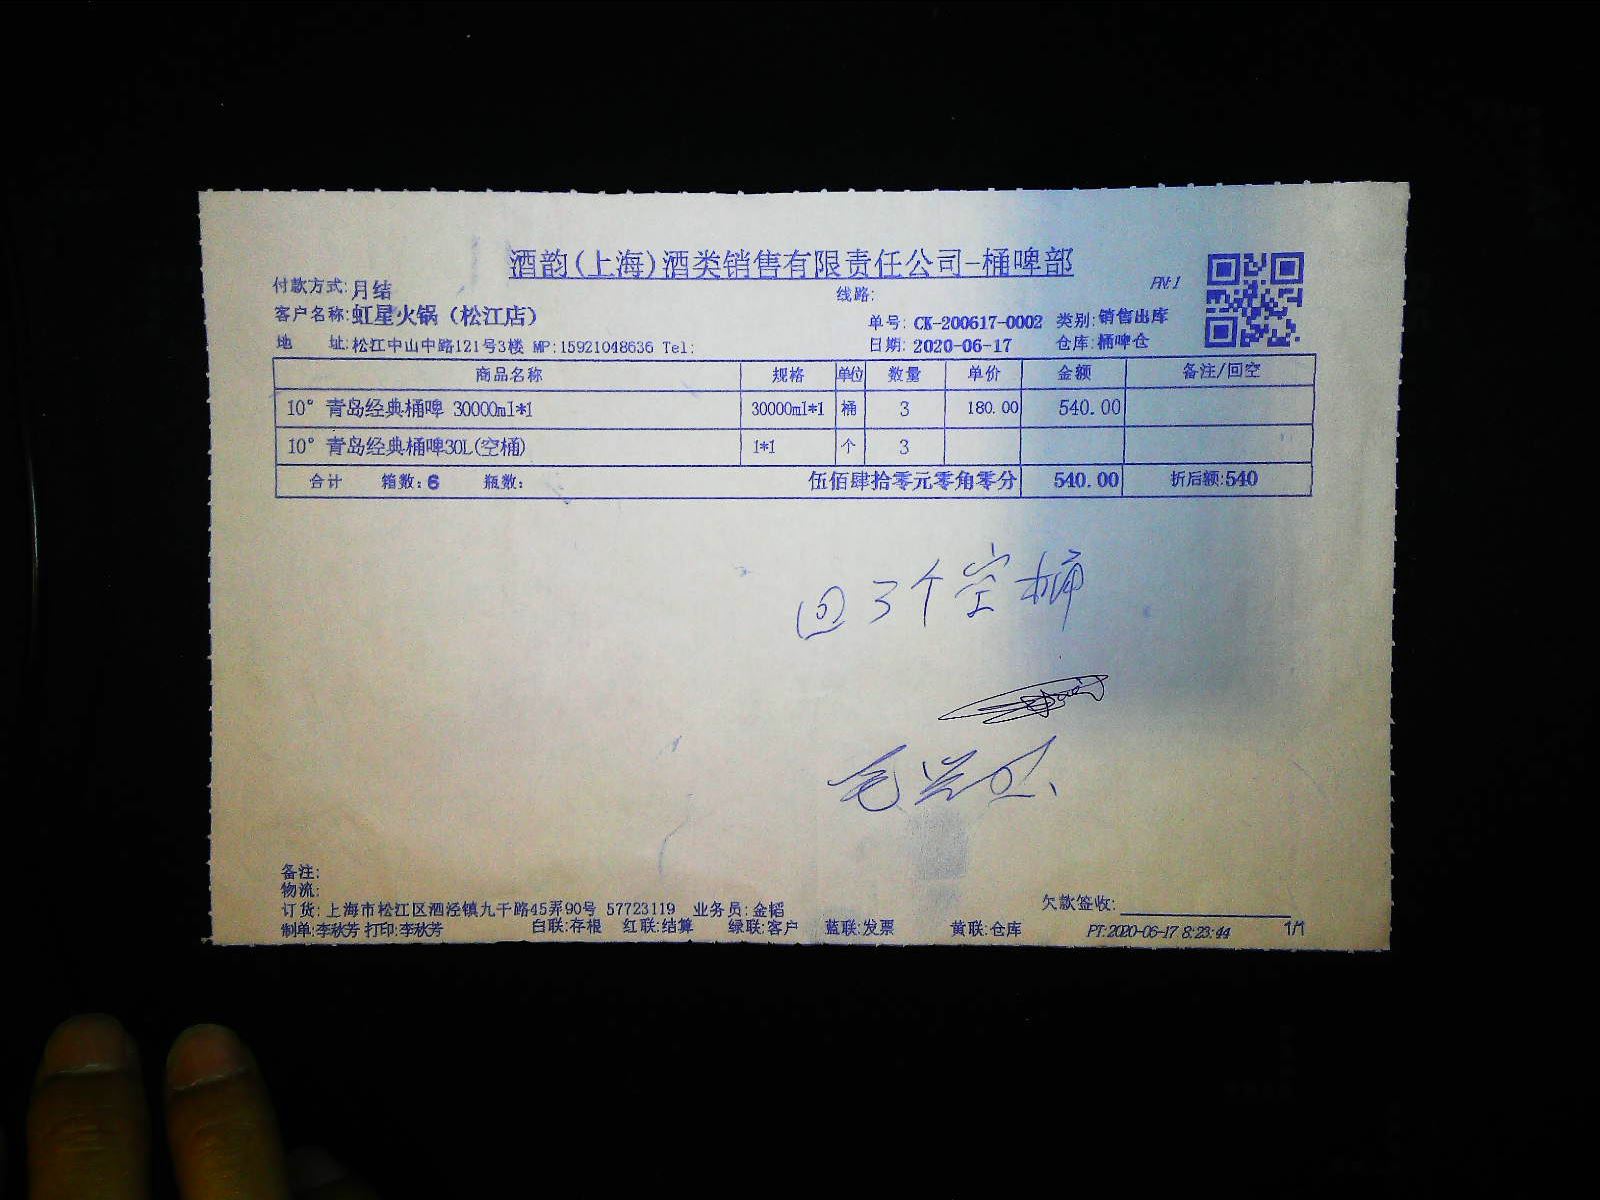 酒韵(上海)酒类销售有限责任公司-桶啤部
付款方式:月结 线路: PN:1
客户名称:虹星火锅（松江店） 单号: CK-200617-0002 类别:销售出库
地 址:松江中山中路121号3楼 MP:15921048636 Tel: 日期: 2020-06-17 仓库:桶啤仓
商品名称 规格 单位 数量 单价 金额 备注/回空
10° 青岛经典桶啤 30000ml*1 30000ml*1 桶 3 180.00 540.00
10° 青岛经典桶啤30L(空桶) 1*1 个 3
合计 箱数:6 瓶数: 伍佰肆拾零元零角零分 540.00 折后额:540
回3个空桶
备注:
物流:
订货:上海市松江区泗泾镇九干路45弄90号 57723119 业务员:金韬 欠款签收:
制单:李秋芳 打印:李秋芳 白联:存根 红联:结算 绿联:客户 蓝联:发票 黄联:仓库 PT:2020-06-17 8:23:44 1/1